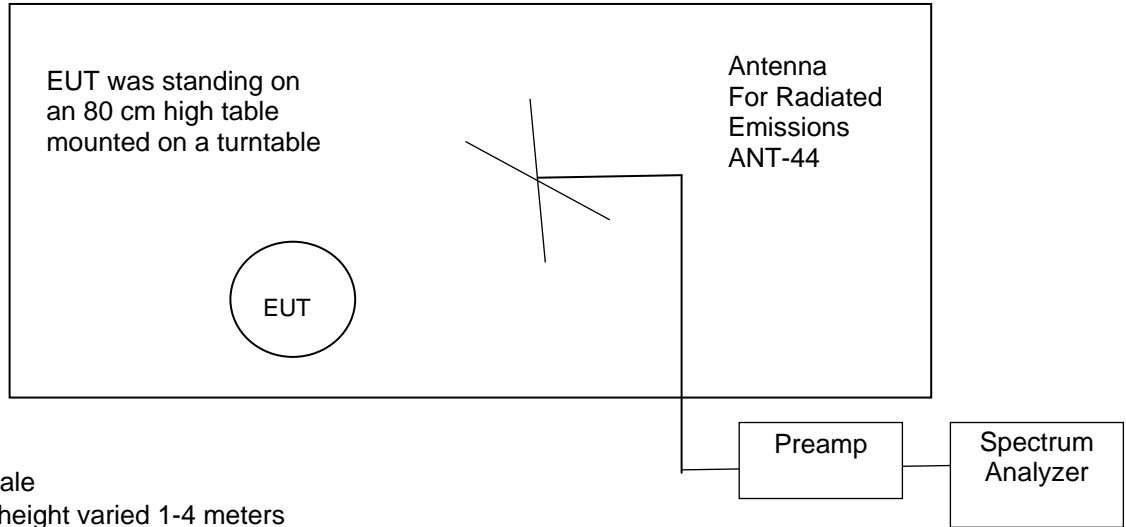 EUT was standing on
an 80 cm high table
mounted on a turntable
Antenna
For Radiated
Emissions
ANT-44
EUT
Preamp
Spectrum
Analyzer
height varied 1-4 meters